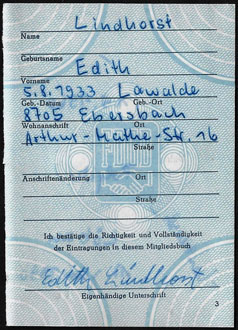 Lindhorst
Name
Geburtsname
Edith
Vorname
5.8.1933 Lawalde
Geb.-Datum Geb.-Ort
8705 Ebersbach
Wohnanschrift Ort
Arthur-Mathe-Str. 16
Straße
Anschriftenänderung Ort
Straße
Ich bestätige die Richtigkeit und Vollständigkeit
der Eintragungen in diesem Mitgliedsbuch
Edith Lindhorst
Eigenhändige Unterschrift
3